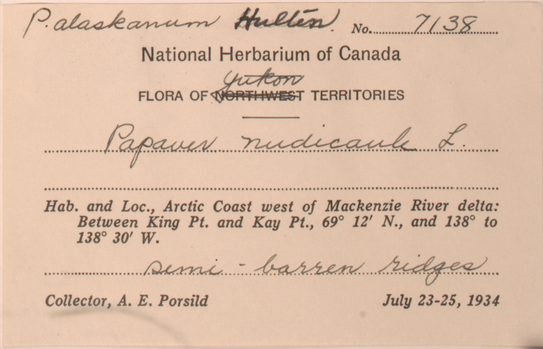 P. alaskanum Hultén. No. 7138
National Herbarium of Canada
Yukon
FLORA OF NORTHWEST TERRITORIES
Papaver nudicaule L.
Hab. and Loc., Arctic Coast west of Mackenzie River delta:
Between King Pt. and Kay Pt., 69° 12' N., and 138° to
138° 30' W.
semi-barren ridges
Collector, A. E. Porsild July 23-25, 1934